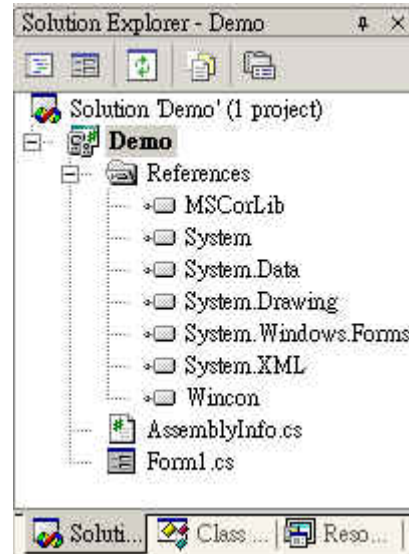 Solution Explorer - Demo
Solution 'Demo' (1 project)
Demo
References
MSCorLib
System
System.Data
System.Drawing
System.Windows.Forms
System.XML
Wincon
AssemblyInfo.cs
Form1.cs
Soluti... Class ... Reso...